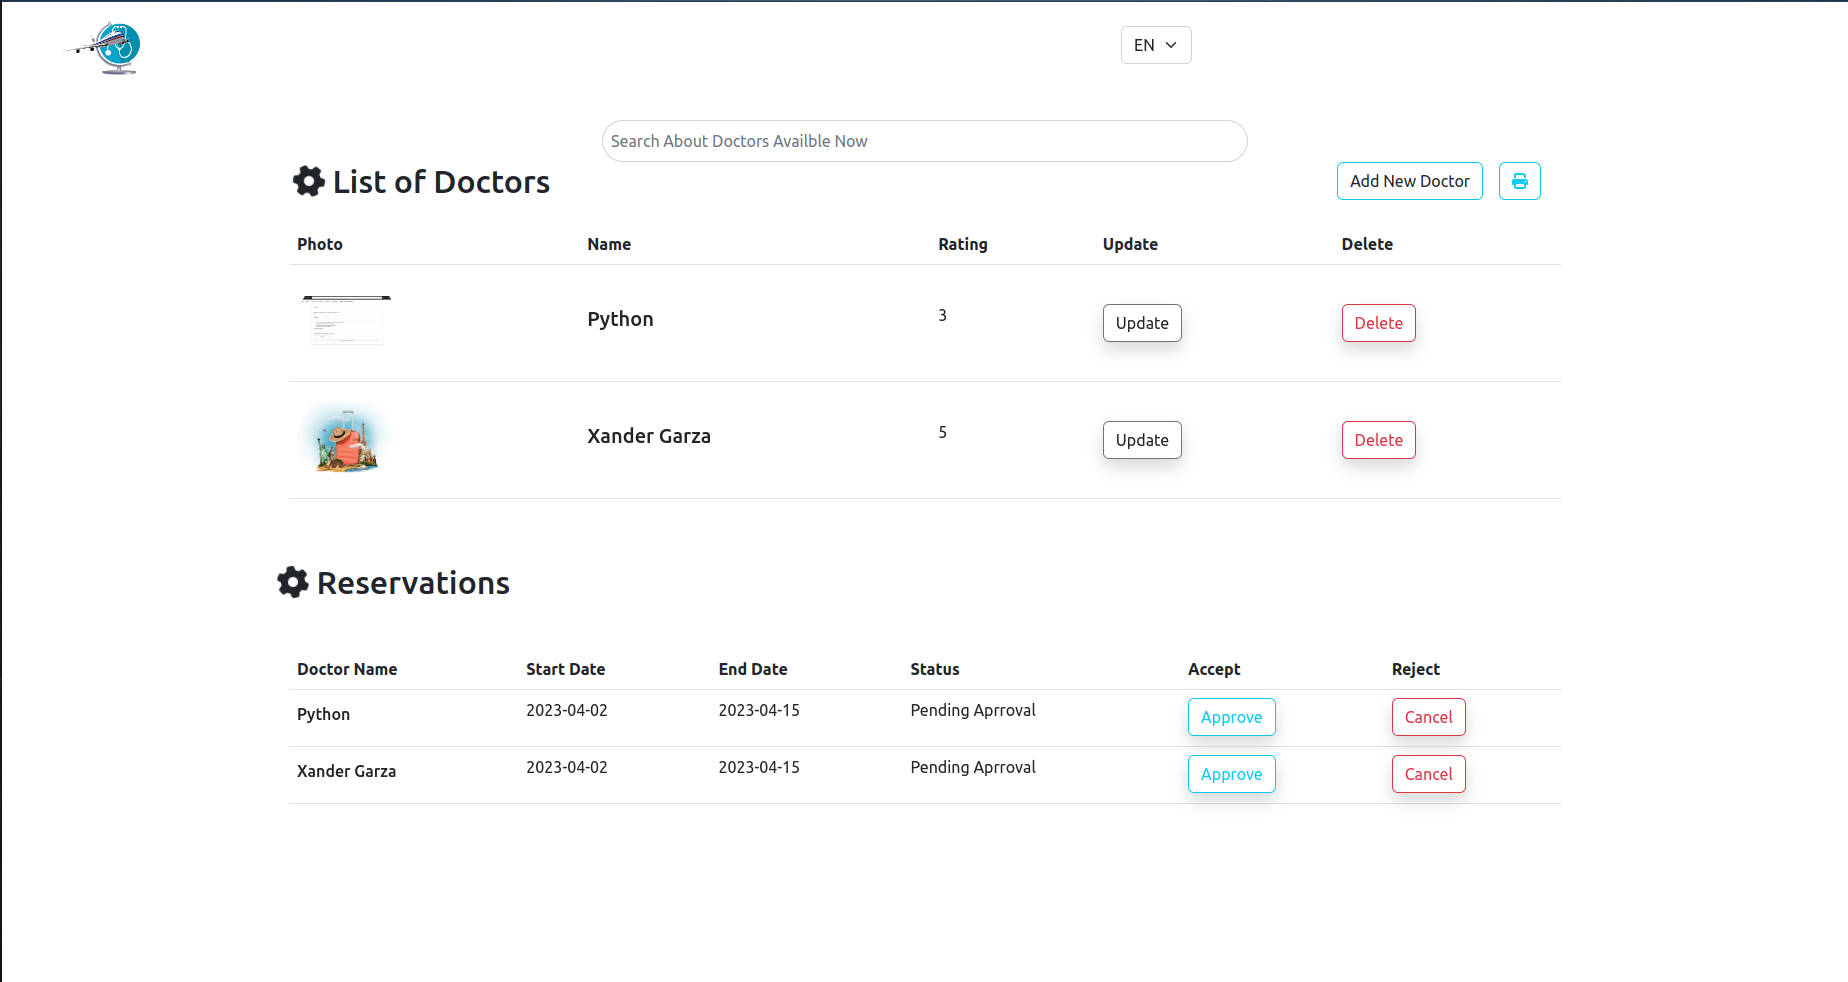 EN
Search About Doctors Availble Now
List of Doctors
Add New Doctor
Photo Name Rating Update Delete
Python 3 Update Delete
Xander Garza 5 Update Delete
Reservations
Doctor Name Start Date End Date Status Accept Reject
Python 2023-04-02 2023-04-15 Pending Aprroval Approve Cancel
Xander Garza 2023-04-02 2023-04-15 Pending Aprroval Approve Cancel